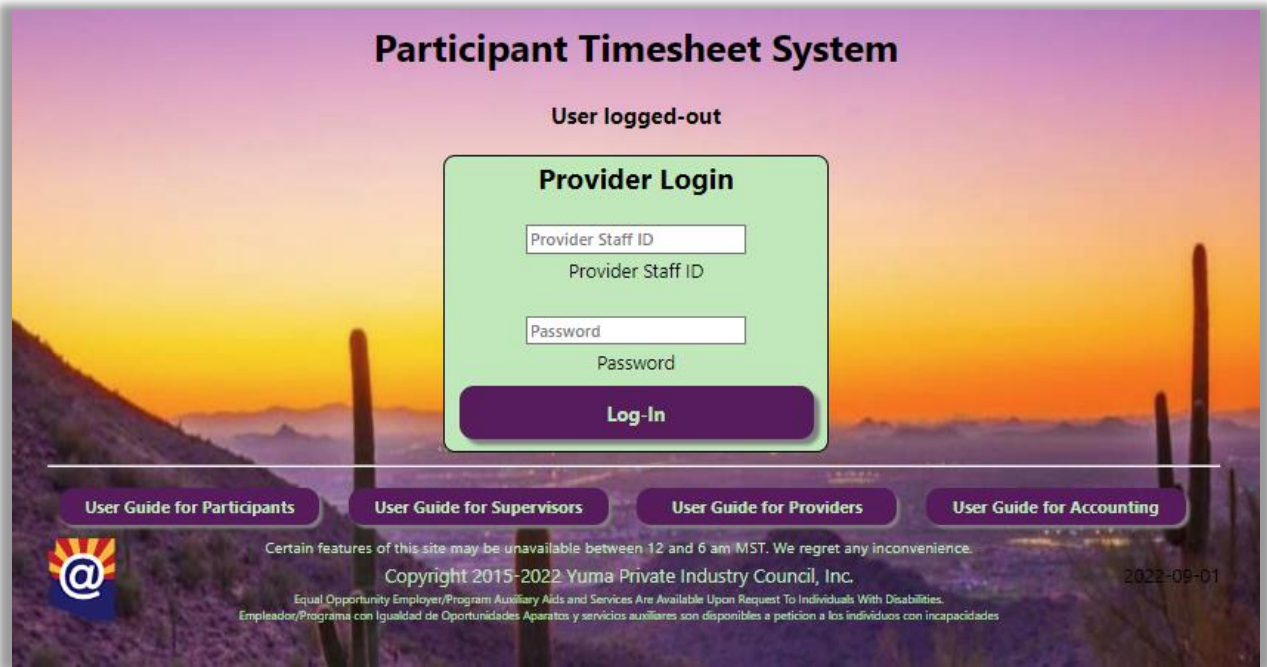 Participant Timesheet System
User logged-out
Provider Login
Provider Staff ID
Provider Staff ID
Password
Password
Log-In
User Guide for Participants
User Guide for Supervisors
User Guide for Providers
User Guide for Accounting
@
Certain features of this site may be unavailable between 12 and 6 am MST. We regret any inconvenience.
Copyright 2015-2022 Yuma Private Industry Council, Inc.
2022-09-01
Equal Opportunity Employer/Program Auxiliary Aids and Services Are Available Upon Request To Individuals With Disabilities.
Empleador/Programa con Igualdad de Oportunidades Aparatos y servicios auxiliares son disponibles a peticion a los individuos con incapacidades